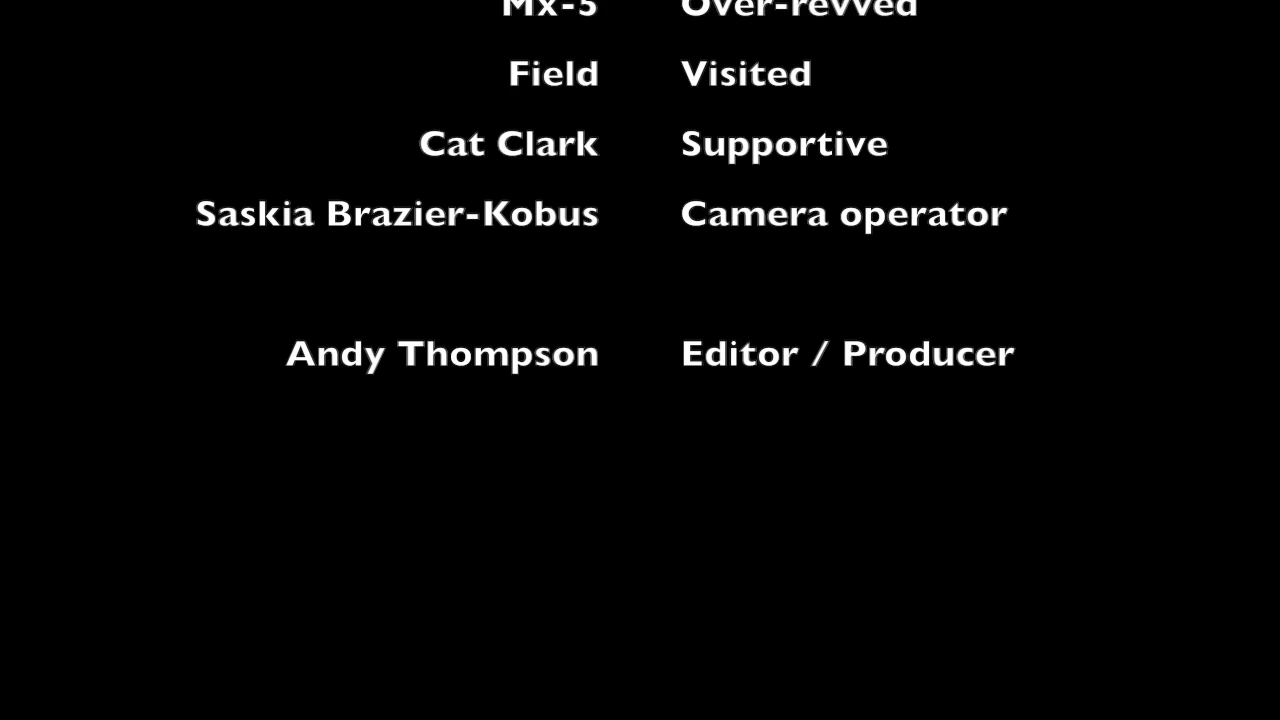 Mx-5 Over-revved
Field Visited
Cat Clark Supportive
Saskia Brazier-Kobus Camera operator
Andy Thompson Editor / Producer